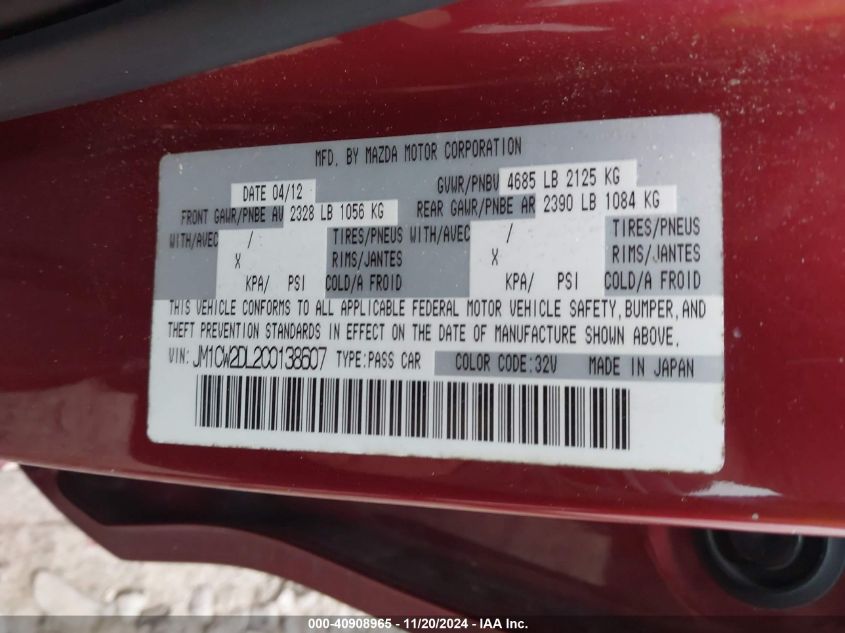 MFD. BY MAZDA MOTOR CORPORATION
DATE 04/12 GVWR/PNBV 4685 LB 2125 KG
FRONT GAWR/PNBE AV 2328 LB 1056 KG REAR GAWR/PNBE AR 2390 LB 1084 KG
WITH/AVEC / TIRES/PNEUS WITH/AVEC / TIRES/PNEUS
X RIMS/JANTES X RIMS/JANTES
KPA/ PSI COLD/A FROID KPA/ PSI COLD/A FROID
THIS VEHICLE CONFORMS TO ALL APPLICABLE FEDERAL MOTOR VEHICLE SAFETY, BUMPER, AND
THEFT PREVENTION STANDARDS IN EFFECT ON THE DATE OF MANUFACTURE SHOWN ABOVE.
VIN: JM1CW2DL2C0138607 TYPE:PASS CAR COLOR CODE:32V MADE IN JAPAN
000-40908965 - 11/20/2024 - IAAI Inc.